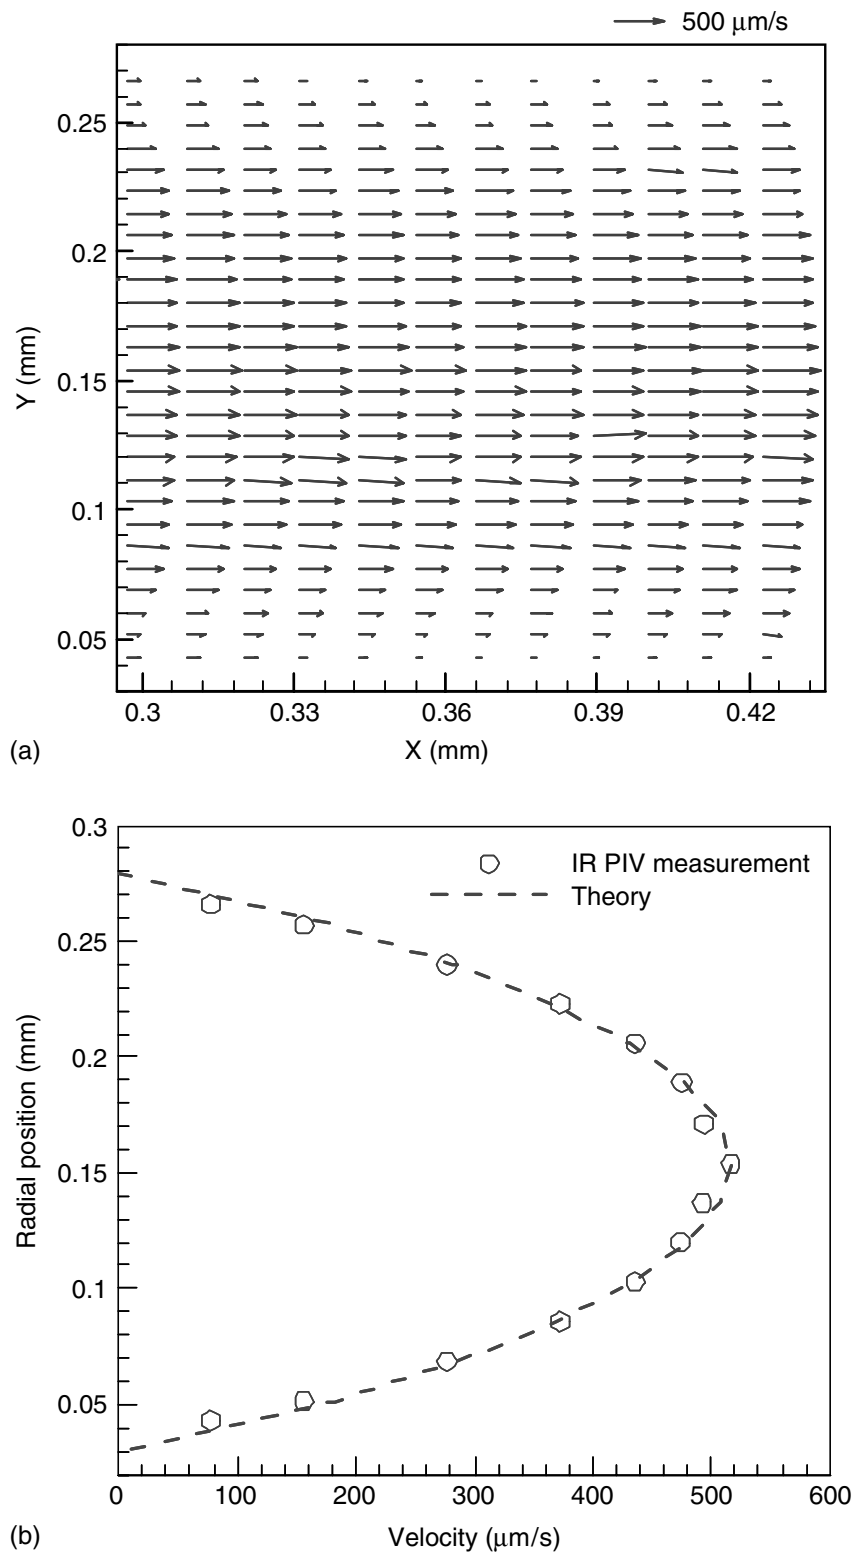 500 μm/s
0.25
0.2
0.15
0.1
0.05
Y (mm)
0.3 0.33 0.36 0.39 0.42
X (mm)
(a)
0.3
0.25
0.2
0.15
0.1
0.05
Radial position (mm)
IR PIV measurement
Theory
0 100 200 300 400 500 600
Velocity (μm/s)
(b)